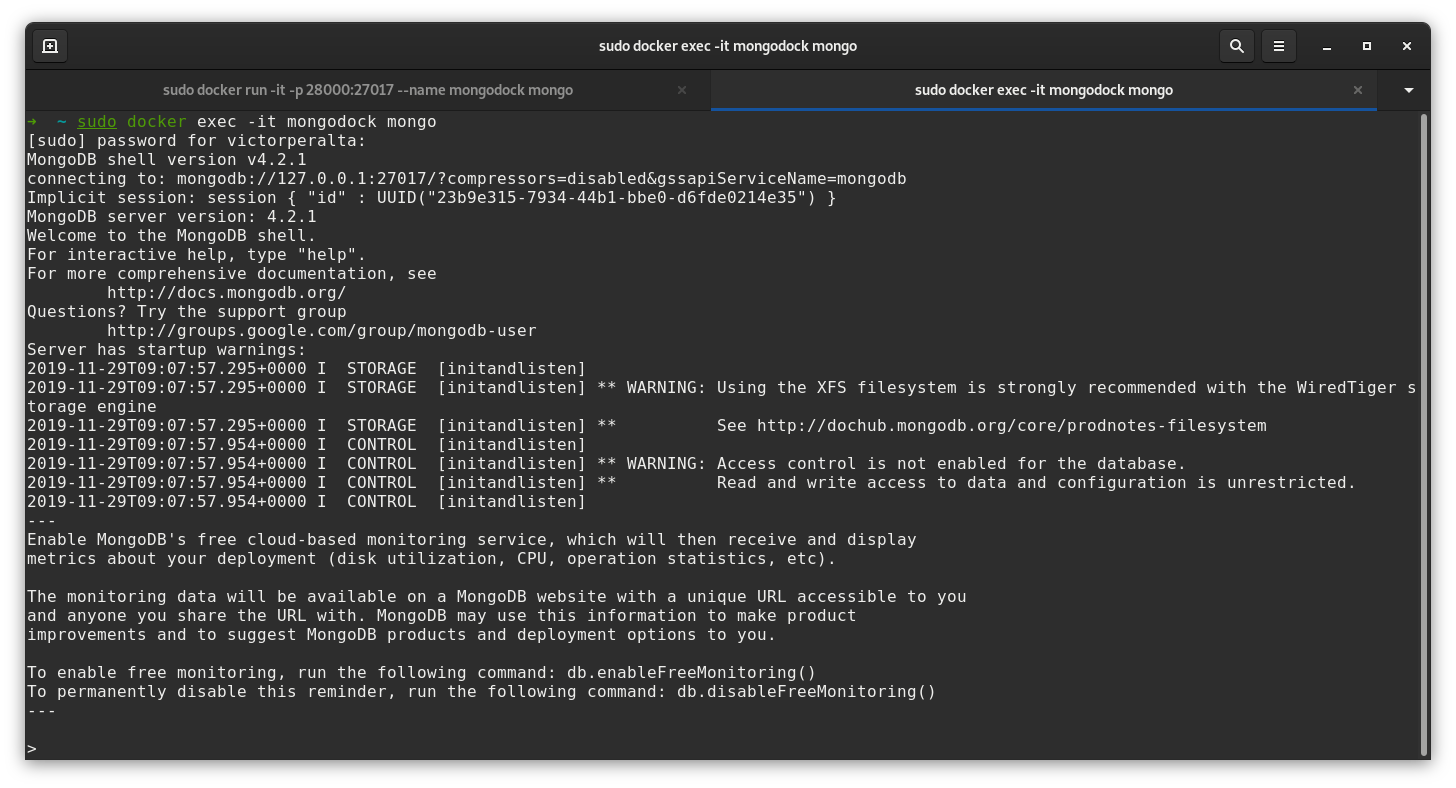 sudo docker exec -it mongodock mongo
sudo docker run -it -p 28000:27017 --name mongodock mongo
sudo docker exec -it mongodock mongo
➜  ~ sudo docker exec -it mongodock mongo
[sudo] password for victorperalta:
MongoDB shell version v4.2.1
connecting to: mongodb://127.0.0.1:27017/?compressors=disabled&gssapiServiceName=mongodb
Implicit session: session { "id" : UUID("23b9e315-7934-44b1-bbe0-d6fde0214e35") }
MongoDB server version: 4.2.1
Welcome to the MongoDB shell.
For interactive help, type "help".
For more comprehensive documentation, see
        http://docs.mongodb.org/
Questions? Try the support group
        http://groups.google.com/group/mongodb-user
Server has startup warnings:
2019-11-29T09:07:57.295+0000 I  STORAGE  [initandlisten]
2019-11-29T09:07:57.295+0000 I  STORAGE  [initandlisten] ** WARNING: Using the XFS filesystem is strongly recommended with the WiredTiger s
torage engine
2019-11-29T09:07:57.295+0000 I  STORAGE  [initandlisten] **          See http://dochub.mongodb.org/core/prodnotes-filesystem
2019-11-29T09:07:57.954+0000 I  CONTROL  [initandlisten]
2019-11-29T09:07:57.954+0000 I  CONTROL  [initandlisten] ** WARNING: Access control is not enabled for the database.
2019-11-29T09:07:57.954+0000 I  CONTROL  [initandlisten] **          Read and write access to data and configuration is unrestricted.
2019-11-29T09:07:57.954+0000 I  CONTROL  [initandlisten]
---
Enable MongoDB's free cloud-based monitoring service, which will then receive and display
metrics about your deployment (disk utilization, CPU, operation statistics, etc).

The monitoring data will be available on a MongoDB website with a unique URL accessible to you
and anyone you share the URL with. MongoDB may use this information to make product
improvements and to suggest MongoDB products and deployment options to you.

To enable free monitoring, run the following command: db.enableFreeMonitoring()
To permanently disable this reminder, run the following command: db.disableFreeMonitoring()
---

>